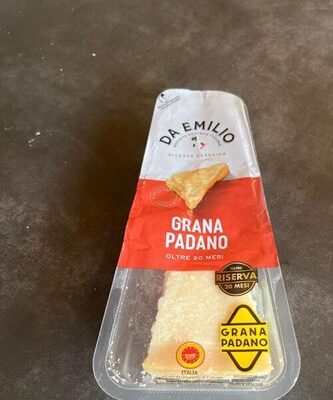 DA EMILIO
RICETTA CLASSICA
GRANA
PADANO
OLTRE 20 MESI
RISERVA
20 MESI
GRANA
PADANO
ITALIA